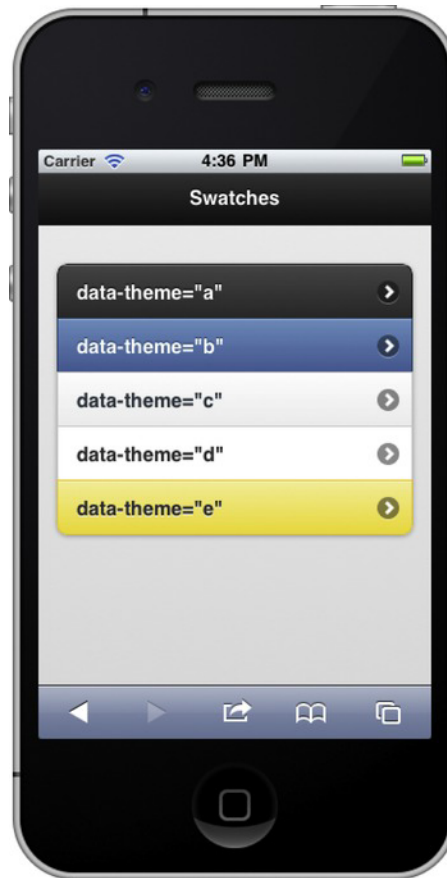 Carrier 4:36 PM
Swatches
data-theme="a"
data-theme="b"
data-theme="c"
data-theme="d"
data-theme="e"